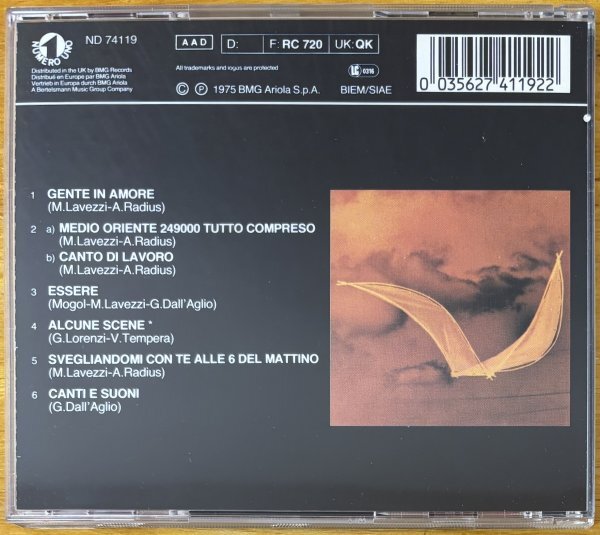 1
NUMERO UNO
ND 74119
Distributed in the UK by BMG Records
Distribué en Europe par BMG Ariola
Vertrieb in Europa durch BMG Ariola
A Bertelsmann Music Group Company
AAD D: F: RC 720 UK: QK
All trademarks and logos are protected
LC 0316
© ℗ 1975 BMG Ariola S.p.A. BIEM/SIAE
0 035627 411922
1 GENTE IN AMORE
(M.Lavezzi-A.Radius)
2 a) MEDIO ORIENTE 249000 TUTTO COMPRESO
(M.Lavezzi-A.Radius)
b) CANTO DI LAVORO
(M.Lavezzi-A.Radius)
3 ESSERE
(Mogol-M.Lavezzi-G.Dall'Aglio)
4 ALCUNE SCENE *
(G.Lorenzi-V.Tempera)
5 SVEGLIANDOMI CON TE ALLE 6 DEL MATTINO
(M.Lavezzi-A.Radius)
6 CANTI E SUONI
(G.Dall'Aglio)